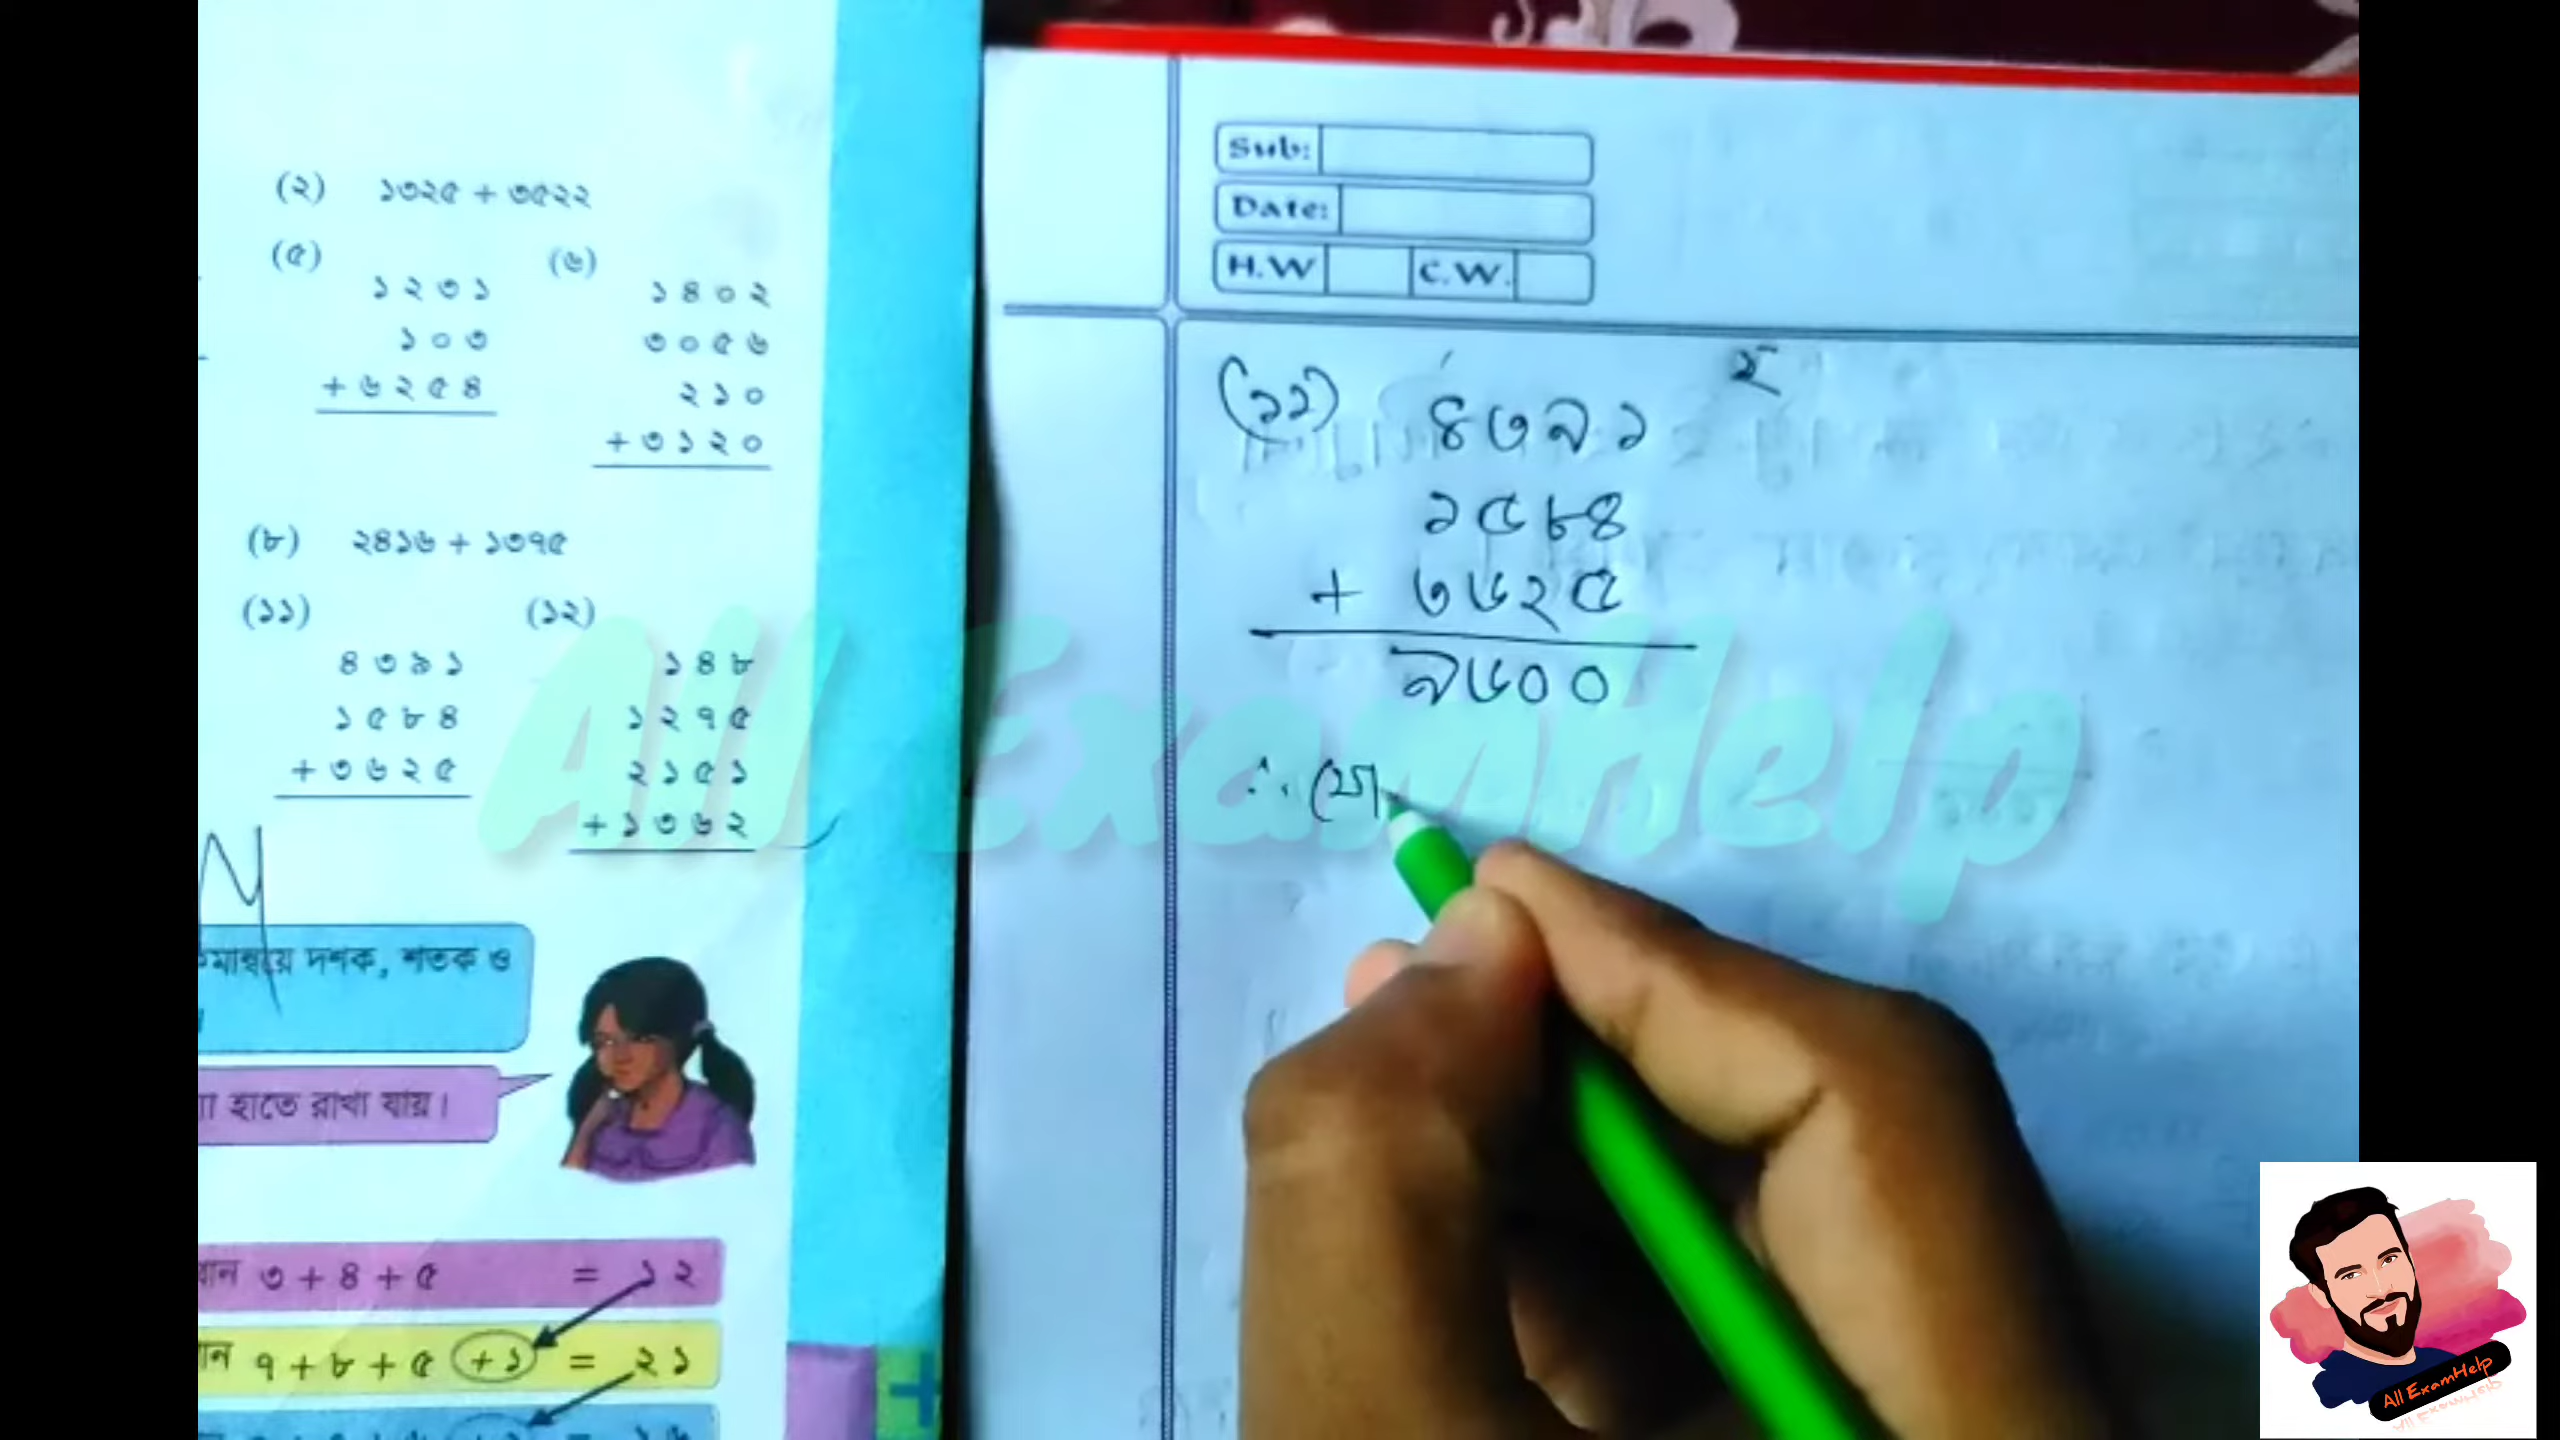 (২) ১৩২৫ + ৩৫২২
(৫)
১২৩১
১০৩
+ ৬২৫৪
(৬)
১৪০২
৩০৫৬
২১০
+ ৩১২০
(৮) ২৪১৬ + ১৩৭৫
(১১)
৪৩৯১
১৫৮৪
+ ৩৬২৫
(১২)
১৪৮
১২৭৫
২১৫১
+ ১৩৬২
দশক, শতক ও
হাতে রাখা যায়।
৩ + ৪ + ৫ = ১২
৭ + ৮ + ৫ + ১ = ২১
Sub:
Date:
H.W C.W.
(১১) ৪৩৯১
১৫৮৪
+ ৩৬২৫
৯৬০০
All ExamHelp
All ExamHelp